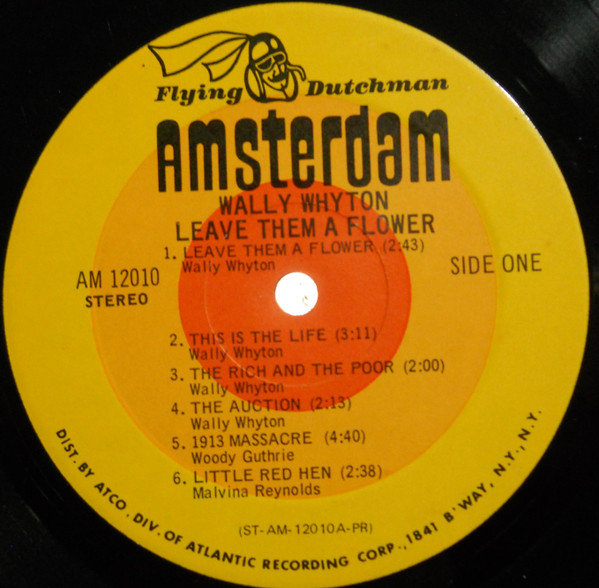 Flying Dutchman
Amsterdam
WALLY WHYTON
LEAVE THEM A FLOWER
1. LEAVE THEM A FLOWER (2:43)
Wally Whyton
AM 12010
STEREO
SIDE ONE
2. THIS IS THE LIFE (3:11)
Wally Whyton
3. THE RICH AND THE POOR (2:00)
Wally Whyton
4. THE AUCTION (2:13)
Wally Whyton
5. 1913 MASSACRE (4:40)
Woody Guthrie
6. LITTLE RED HEN (2:38)
Malvina Reynolds
(ST-AM-12010A-PR)
DIST. BY ATCO, DIV. OF ATLANTIC RECORDING CORP., 1841 B'WAY, N.Y., N.Y.